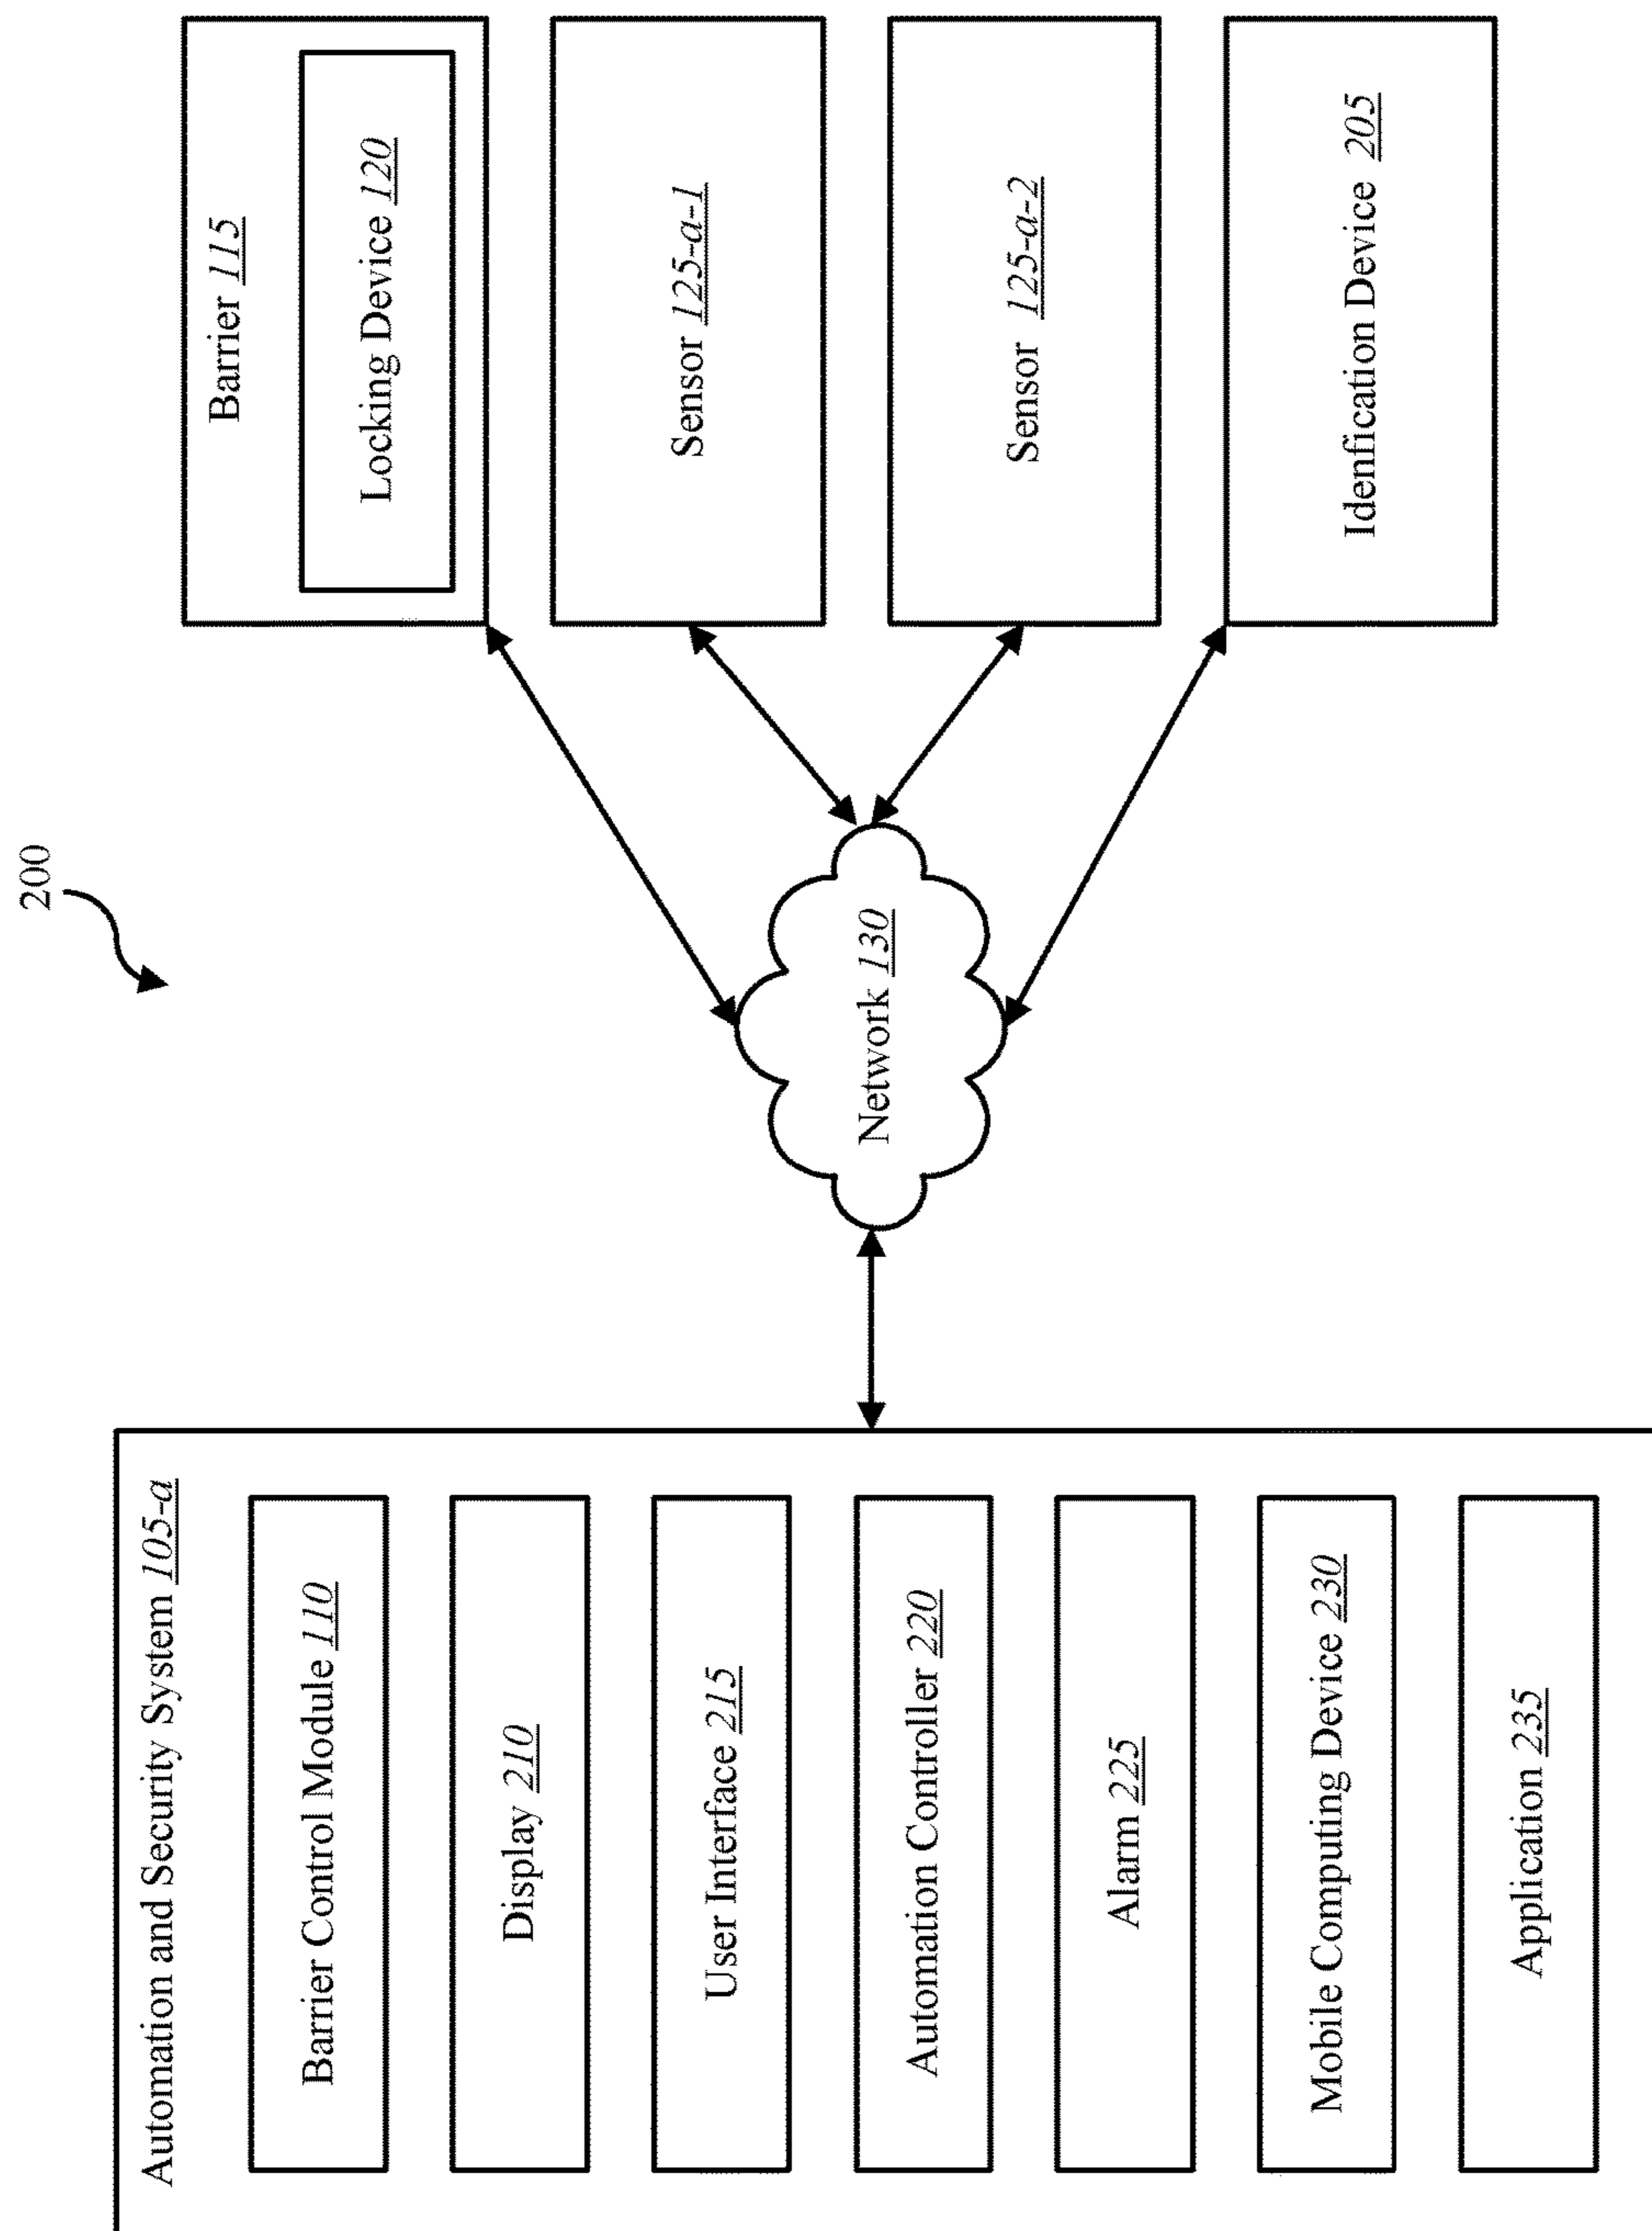 200
Automation and Security System 105-a
Barrier Control Module 110
Display 210
User Interface 215
Automation Controller 220
Alarm 225
Mobile Computing Device 230
Application 235
Network 130
Barrier 115
Locking Device 120
Sensor 125-a-1
Sensor 125-a-2
Idenfication Device 205